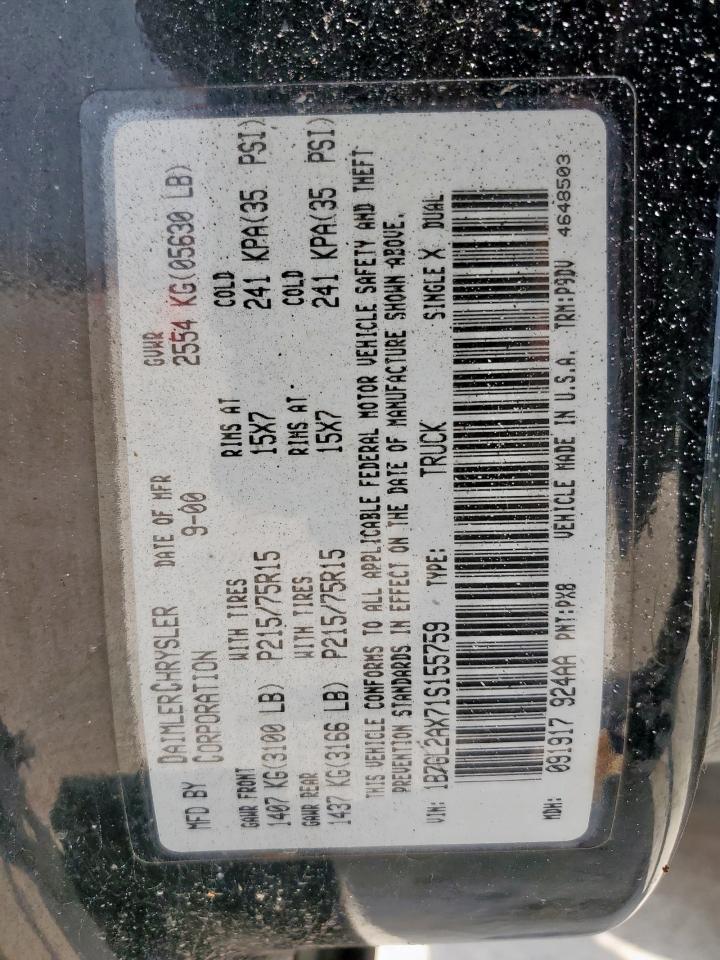 MFD BY DAIMLERCHRYSLER CORPORATION DATE OF MFR 9-00 GVWR 2554 KG(05630 LB)
GAWR FRONT WITH TIRES RIMS AT COLD
1407 KG(3100 LB) P215/75R15 15X7 241 KPA(35 PSI)
GAWR REAR WITH TIRES RIMS AT COLD
1437 KG(3166 LB) P215/75R15 15X7 241 KPA(35 PSI)
THIS VEHICLE CONFORMS TO ALL APPLICABLE FEDERAL MOTOR VEHICLE SAFETY AND THEFT
PREVENTION STANDARDS IN EFFECT ON THE DATE OF MANUFACTURE SHOWN ABOVE.
VIN: 1B7GL2AX71S155759 TYPE: TRUCK SINGLE X DUAL
MDH: 091917 924AA PNT:PX8 VEHICLE MADE IN U.S.A. TRM:P9DV 4648503